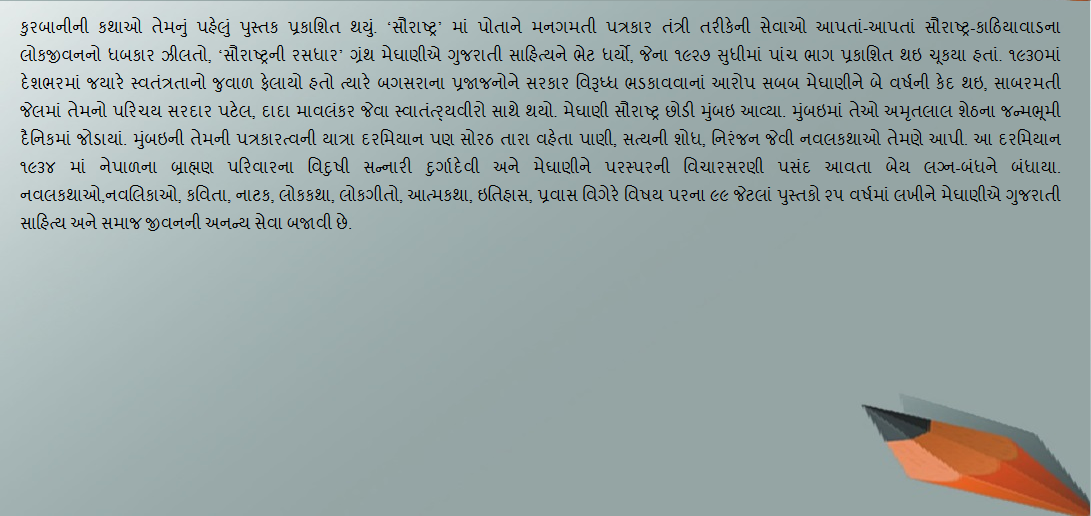 કુરબાનીની કથાઓ તેમનું પહેલું પુસ્તક પ્રકાશિત થયું. ‘સૌરાષ્ટ્ર’ માં પોતાને મનગમતી પત્રકાર તંત્રી તરીકેની સેવાઓ આપતાં-આપતાં સૌરાષ્ટ્ર-કાઠિયાવાડના
લોકજીવનનો ધબકાર ઝીલતો, ‘સૌરાષ્ટ્રની રસધાર’ ગ્રંથ મેઘાણીએ ગુજરાતી સાહિત્યને ભેટ ધર્યો, જેના ૧૯૨૭ સુધીમાં પાંચ ભાગ પ્રકાશિત થઇ ચૂકયા હતાં. ૧૯૩૦માં
દેશભરમાં જયારે સ્વતંત્રતાનો જુવાળ ફેલાયો હતો ત્યારે બગસરાના પ્રજાજનોને સરકાર વિરૂધ્ધ ભડકાવવાનાં આરોપ સબબ મેઘાણીને બે વર્ષની કેદ થઇ, સાબરમતી
જેલમાં તેમનો પરિચય સરદાર પટેલ, દાદા માવલંકર જેવા સ્વાતંત્ર્યવીરો સાથે થયો. મેઘાણી સૌરાષ્ટ્ર છોડી મુંબઇ આવ્યા. મુંબઇમાં તેઓ અમૃતલાલ શેઠના જન્મભૂમી
દૈનિકમાં જોડાયાં. મુંબઇની તેમની પત્રકારત્વની યાત્રા દરમિયાન પણ સોરઠ તારા વહેતા પાણી, સત્યની શોધ, નિરંજન જેવી નવલકથાઓ તેમણે આપી. આ દરમિયાન
૧૯૩૪ માં નેપાળના બ્રાહ્મણ પરિવારના વિદુષી સન્નારી દુર્ગાદેવી અને મેઘાણીને પરસ્પરની વિચારસરણી પસંદ આવતા બેય લગ્ન-બંધને બંધાયા.
નવલકથાઓ,નવલિકાઓ, કવિતા, નાટક, લોકકથા, લોકગીતો, આત્મકથા, ઇતિહાસ, પ્રવાસ વિગેરે વિષય પરના ૯૯ જેટલાં પુસ્તકો ૨૫ વર્ષમાં લખીને મેઘાણીએ ગુજરાતી
સાહિત્ય અને સમાજ જીવનની અનન્ય સેવા બજાવી છે.